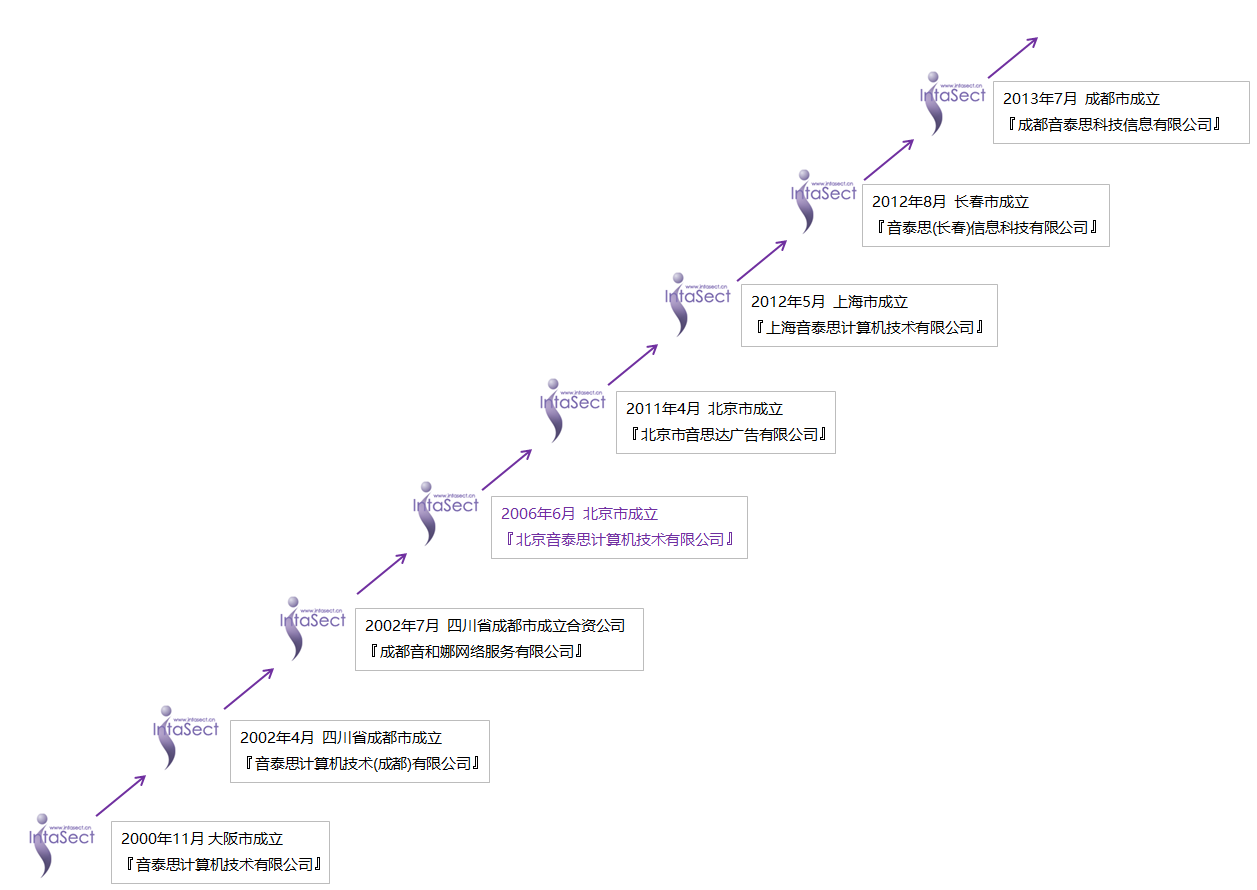 www.intasect.cn
IntaSect
2013年7月 成都市成立
『成都音泰思科技信息有限公司』
www.intasect.cn
IntaSect
2012年8月 长春市成立
『音泰思(长春)信息科技有限公司』
www.intasect.cn
IntaSect
2012年5月 上海市成立
『上海音泰思计算机技术有限公司』
www.intasect.cn
IntaSect
2011年4月 北京市成立
『北京市音思达广告有限公司』
www.intasect.cn
IntaSect
2006年6月 北京市成立
『北京音泰思计算机技术有限公司』
www.intasect.cn
IntaSect
2002年7月 四川省成都市成立合资公司
『成都音和娜网络服务有限公司』
www.intasect.cn
IntaSect
2002年4月 四川省成都市成立
『音泰思计算机技术(成都)有限公司』
www.intasect.cn
IntaSect
2000年11月 大阪市成立
『音泰思计算机技术有限公司』